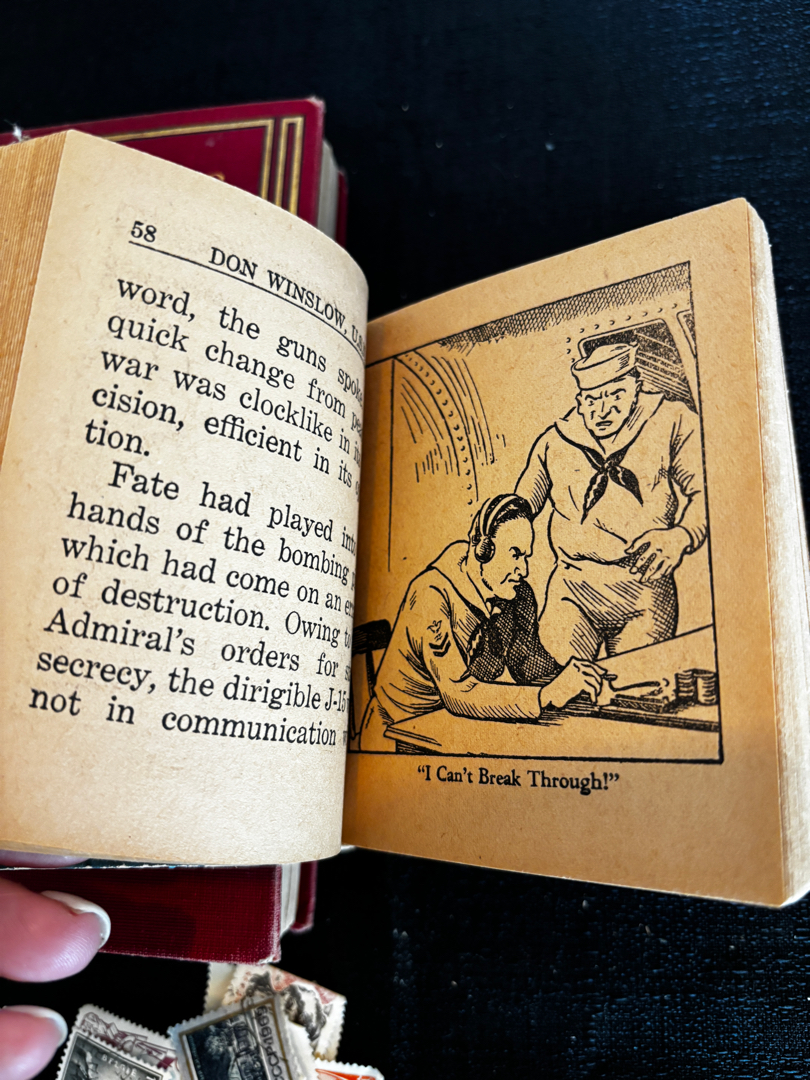 58 DON WINSLOW,
word, the guns
quick change from
war was clocklike in
cision, efficient in its
tion.
Fate had played
hands of the bombing
which had come on an
of destruction. Owing
Admiral's orders for
secrecy, the dirigible J-15
not in communication
"I Can't Break Through!"